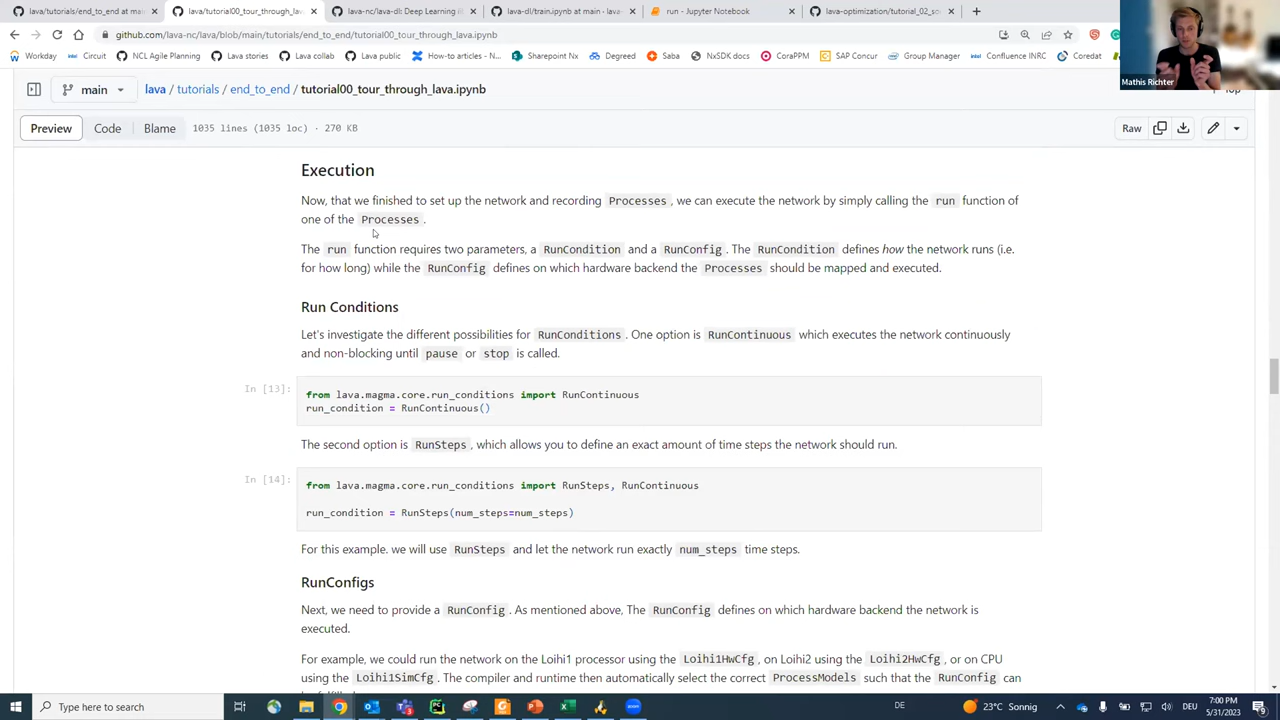 lava/tutorials/end_to_end at main
lava/tutorial00_tour_through_lava
lava-nc/lava-dl: Deep Learning
lava-dl/train.ipynb at main · lava-n
run - Jupyter Notebook
lava-optimization/tutorial_02_so
github.com/lava-nc/lava/blob/main/tutorials/end_to_end/tutorial00_tour_through_lava.ipynb
Workday
Circuit
NCL Agile Planning
Lava stories
Lava collab
Lava public
How-to articles - N...
Sharepoint Nx
Degreed
Saba
NxSDK docs
CoraPPM
SAP Concur
Group Manager
Confluence INRC
Coredat
Mathis Richter
main
lava / tutorials / end_to_end / tutorial00_tour_through_lava.ipynb
Top
Preview
Code
Blame
1035 lines (1035 loc) · 270 KB
Raw
Execution
Now, that we finished to set up the network and recording Processes , we can execute the network by simply calling the run function of
one of the Processes .
The run function requires two parameters, a RunCondition and a RunConfig . The RunCondition defines how the network runs (i.e.
for how long) while the RunConfig defines on which hardware backend the Processes should be mapped and executed.
Run Conditions
Let's investigate the different possibilities for RunConditions . One option is RunContinuous which executes the network continuously
and non-blocking until pause or stop is called.
In [13]:
from lava.magma.core.run_conditions import RunContinuous
run_condition = RunContinuous()
The second option is RunSteps , which allows you to define an exact amount of time steps the network should run.
In [14]:
from lava.magma.core.run_conditions import RunSteps, RunContinuous
run_condition = RunSteps(num_steps=num_steps)
For this example. we will use RunSteps and let the network run exactly num_steps time steps.
RunConfigs
Next, we need to provide a RunConfig . As mentioned above, The RunConfig defines on which hardware backend the network is
executed.
For example, we could run the network on the Loihi1 processor using the Loihi1HwCfg , on Loihi2 using the Loihi2HwCfg , or on CPU
using the Loihi1SimCfg . The compiler and runtime then automatically select the correct ProcessModels such that the RunConfig can
Type here to search
DE
23°C Sonnig
DEU
7:00 PM
5/31/2023